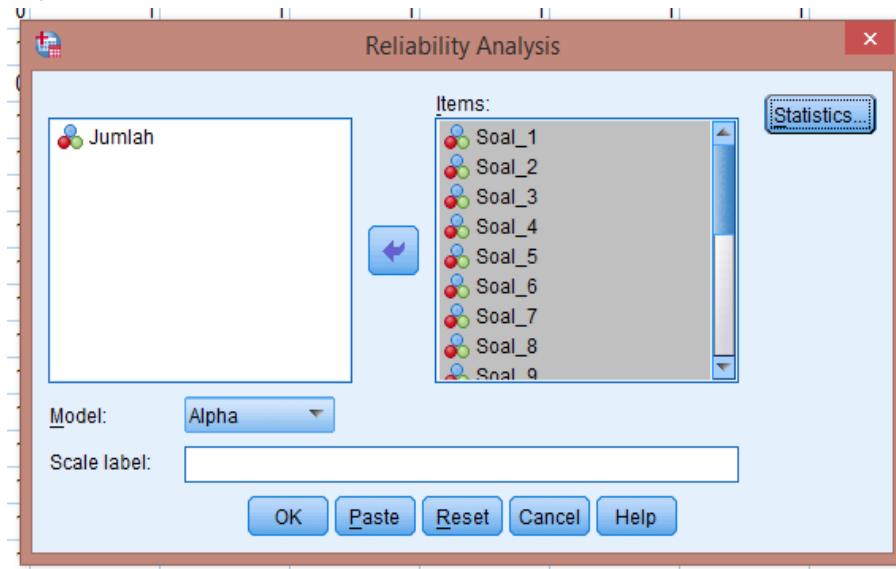 Reliability Analysis
Items:
Statistics...
Jumlah
Soal_1
Soal_2
Soal_3
Soal_4
Soal_5
Soal_6
Soal_7
Soal_8
Soal_9
Model:
Alpha
Scale label:
OK Paste Reset Cancel Help